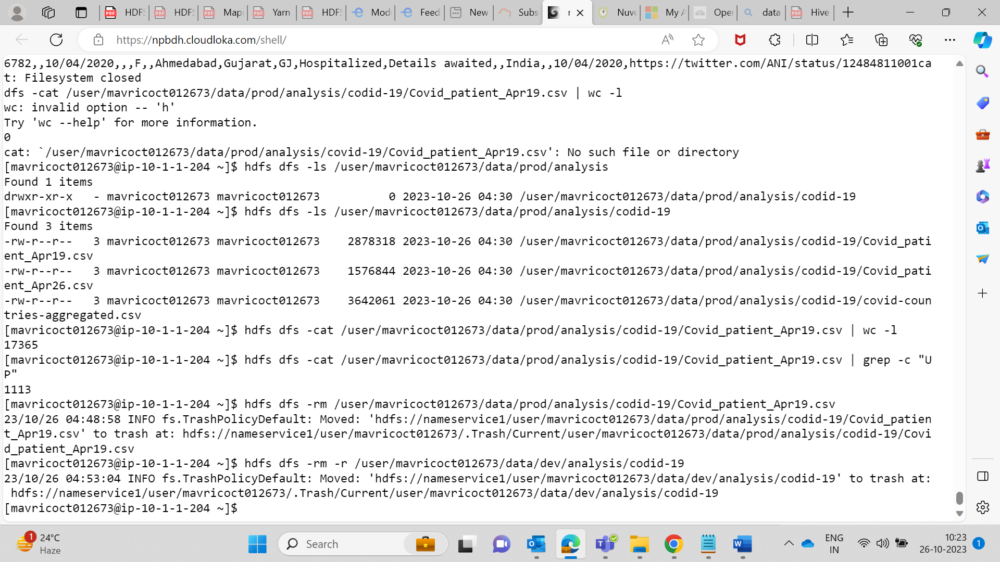 HDFS
HDFS
Map
Yarn
HDFS
Mod
Feed
New
Subs
Nuve
My A
Oper
data
Hive
https://npbdh.cloudloka.com/shell/
6782,,10/04/2020,,,F,,Ahmedabad,Gujarat,GJ,Hospitalized,Details awaited,,India,,10/04/2020,https://twitter.com/ANI/status/12484811001ca
t: Filesystem closed
dfs -cat /user/mavricoct012673/data/prod/analysis/codid-19/Covid_patient_Apr19.csv | wc -l
wc: invalid option -- 'h'
Try 'wc --help' for more information.
0
cat: `/user/mavricoct012673/data/prod/analysis/covid-19/Covid_patient_Apr19.csv': No such file or directory
[mavricoct012673@ip-10-1-1-204 ~]$ hdfs dfs -ls /user/mavricoct012673/data/prod/analysis
Found 1 items
drwxr-xr-x   - mavricoct012673 mavricoct012673          0 2023-10-26 04:30 /user/mavricoct012673/data/prod/analysis/codid-19
[mavricoct012673@ip-10-1-1-204 ~]$ hdfs dfs -ls /user/mavricoct012673/data/prod/analysis/codid-19
Found 3 items
-rw-r--r--   3 mavricoct012673 mavricoct012673    2878318 2023-10-26 04:30 /user/mavricoct012673/data/prod/analysis/codid-19/Covid_pati
ent_Apr19.csv
-rw-r--r--   3 mavricoct012673 mavricoct012673    1576844 2023-10-26 04:30 /user/mavricoct012673/data/prod/analysis/codid-19/Covid_pati
ent_Apr26.csv
-rw-r--r--   3 mavricoct012673 mavricoct012673    3642061 2023-10-26 04:30 /user/mavricoct012673/data/prod/analysis/codid-19/covid-coun
tries-aggregated.csv
[mavricoct012673@ip-10-1-1-204 ~]$ hdfs dfs -cat /user/mavricoct012673/data/prod/analysis/codid-19/Covid_patient_Apr19.csv | wc -l
17365
[mavricoct012673@ip-10-1-1-204 ~]$ hdfs dfs -cat /user/mavricoct012673/data/prod/analysis/codid-19/Covid_patient_Apr19.csv | grep -c "U
P"
1113
[mavricoct012673@ip-10-1-1-204 ~]$ hdfs dfs -rm /user/mavricoct012673/data/prod/analysis/codid-19/Covid_patient_Apr19.csv
23/10/26 04:48:58 INFO fs.TrashPolicyDefault: Moved: 'hdfs://nameservice1/user/mavricoct012673/data/prod/analysis/codid-19/Covid_patien
t_Apr19.csv' to trash at: hdfs://nameservice1/user/mavricoct012673/.Trash/Current/user/mavricoct012673/data/prod/analysis/codid-19/Covi
d_patient_Apr19.csv
[mavricoct012673@ip-10-1-1-204 ~]$ hdfs dfs -rm -r /user/mavricoct012673/data/dev/analysis/codid-19
23/10/26 04:53:04 INFO fs.TrashPolicyDefault: Moved: 'hdfs://nameservice1/user/mavricoct012673/data/dev/analysis/codid-19' to trash at:
 hdfs://nameservice1/user/mavricoct012673/.Trash/Current/user/mavricoct012673/data/dev/analysis/codid-19
[mavricoct012673@ip-10-1-1-204 ~]$
1
24°C
Haze
Search
ENG
IN
10:23
26-10-2023
1